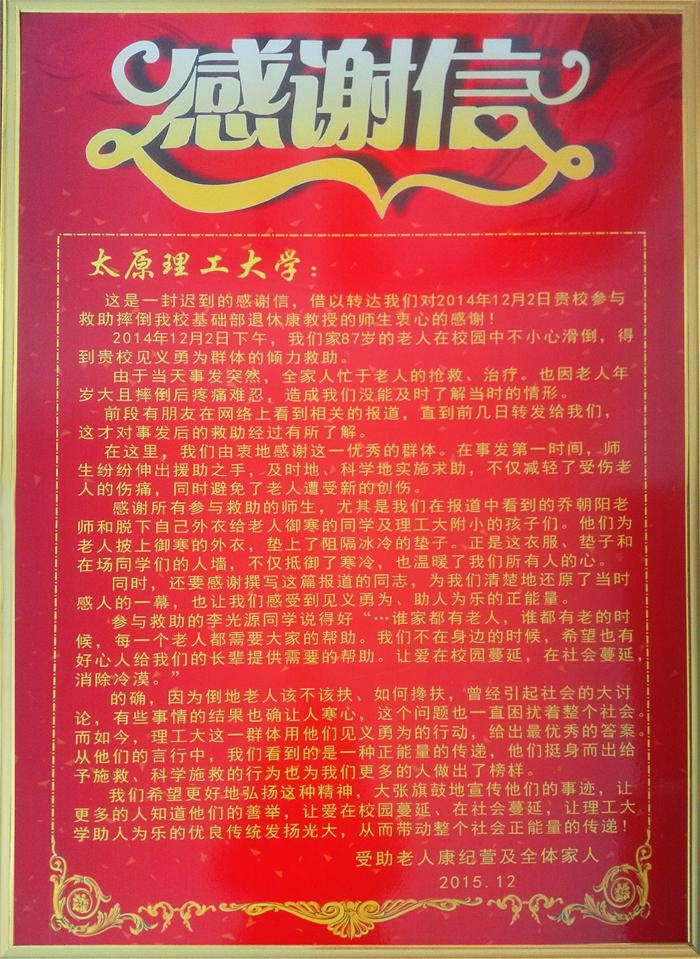 感谢信
太原理工大学：
这是一封迟到的感谢信，借以转达我们对2014年12月2日贵校参与
救助摔倒我校基础部退休康教授的师生衷心的感谢！
2014年12月2日下午，我们家87岁的老人在校园中不小心滑倒，得
到贵校见义勇为群体的倾力救助。
由于当天事发突然，全家人忙于老人的抢救、治疗。也因老人年
岁大且摔倒后疼痛难忍，造成我们没能及时了解当时的情形。
前段有朋友在网络上看到相关的报道，直到前几日转发给我们，
这才对事发后的救助经过有所了解。
在这里，我们由衷地感谢这一优秀的群体。在事发第一时间，师
生纷纷伸出援助之手，及时地、科学地实施求助，不仅减轻了受伤老
人的伤痛，同时避免了老人遭受新的创伤。
感谢所有参与救助的师生，尤其是我们在报道中看到的乔朝阳老
师和脱下自己外衣给老人御寒的同学及理工大附小的孩子们。他们为
老人披上御寒的外衣，垫上了阻隔冰冷的垫子。正是这衣服、垫子和
在场同学们的人墙，不仅抵御了寒冷，也温暖了我们所有人的心。
同时，还要感谢撰写这篇报道的同志，为我们清楚地还原了当时
感人的一幕，也让我们感受到见义勇为、助人为乐的正能量。
参与救助的李光源同学说得好“…谁家都有老人，谁都有老的时
候，每一个老人都需要大家的帮助。我们不在身边的时候，希望也有
好心人给我们的长辈提供需要的帮助。让爱在校园蔓延，在社会蔓延，
消除冷漠。”
的确，因为倒地老人该不该扶、如何搀扶，曾经引起社会的大讨
论，有些事情的结果也确让人寒心，这个问题也一直困扰着整个社会。
而如今，理工大这一群体用他们见义勇为的行动，给出最优秀的答案。
从他们的言行中，我们看到的是一种正能量的传递，他们挺身而出给
予施救、科学施救的行为也为我们更多的人做出了榜样。
我们希望更好地弘扬这种精神，大张旗鼓地宣传他们的事迹，让
更多的人知道他们的善举，让爱在校园蔓延、在社会蔓延，让理工大
学助人为乐的优良传统发扬光大，从而带动整个社会正能量的传递！
受助老人康纪萱及全体家人
2015.12